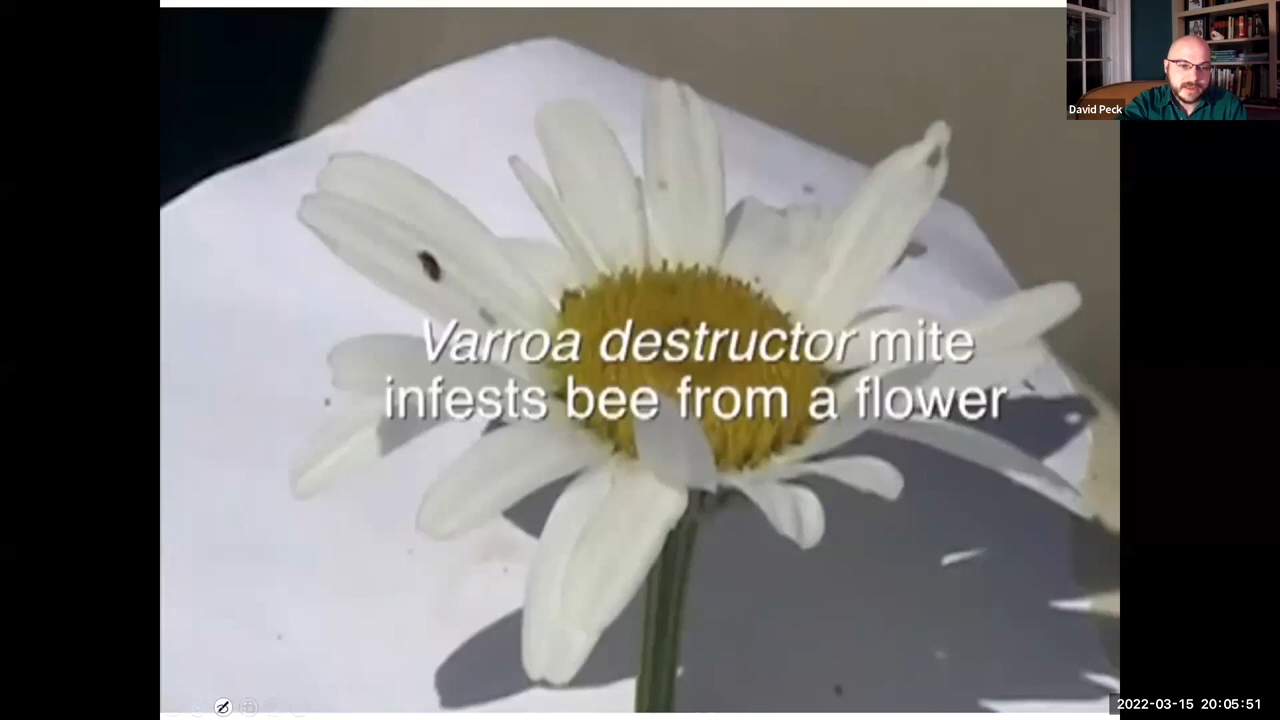 David Peck
Varroa destructor mite
infests bee from a flower
2022-03-15 20:05:51